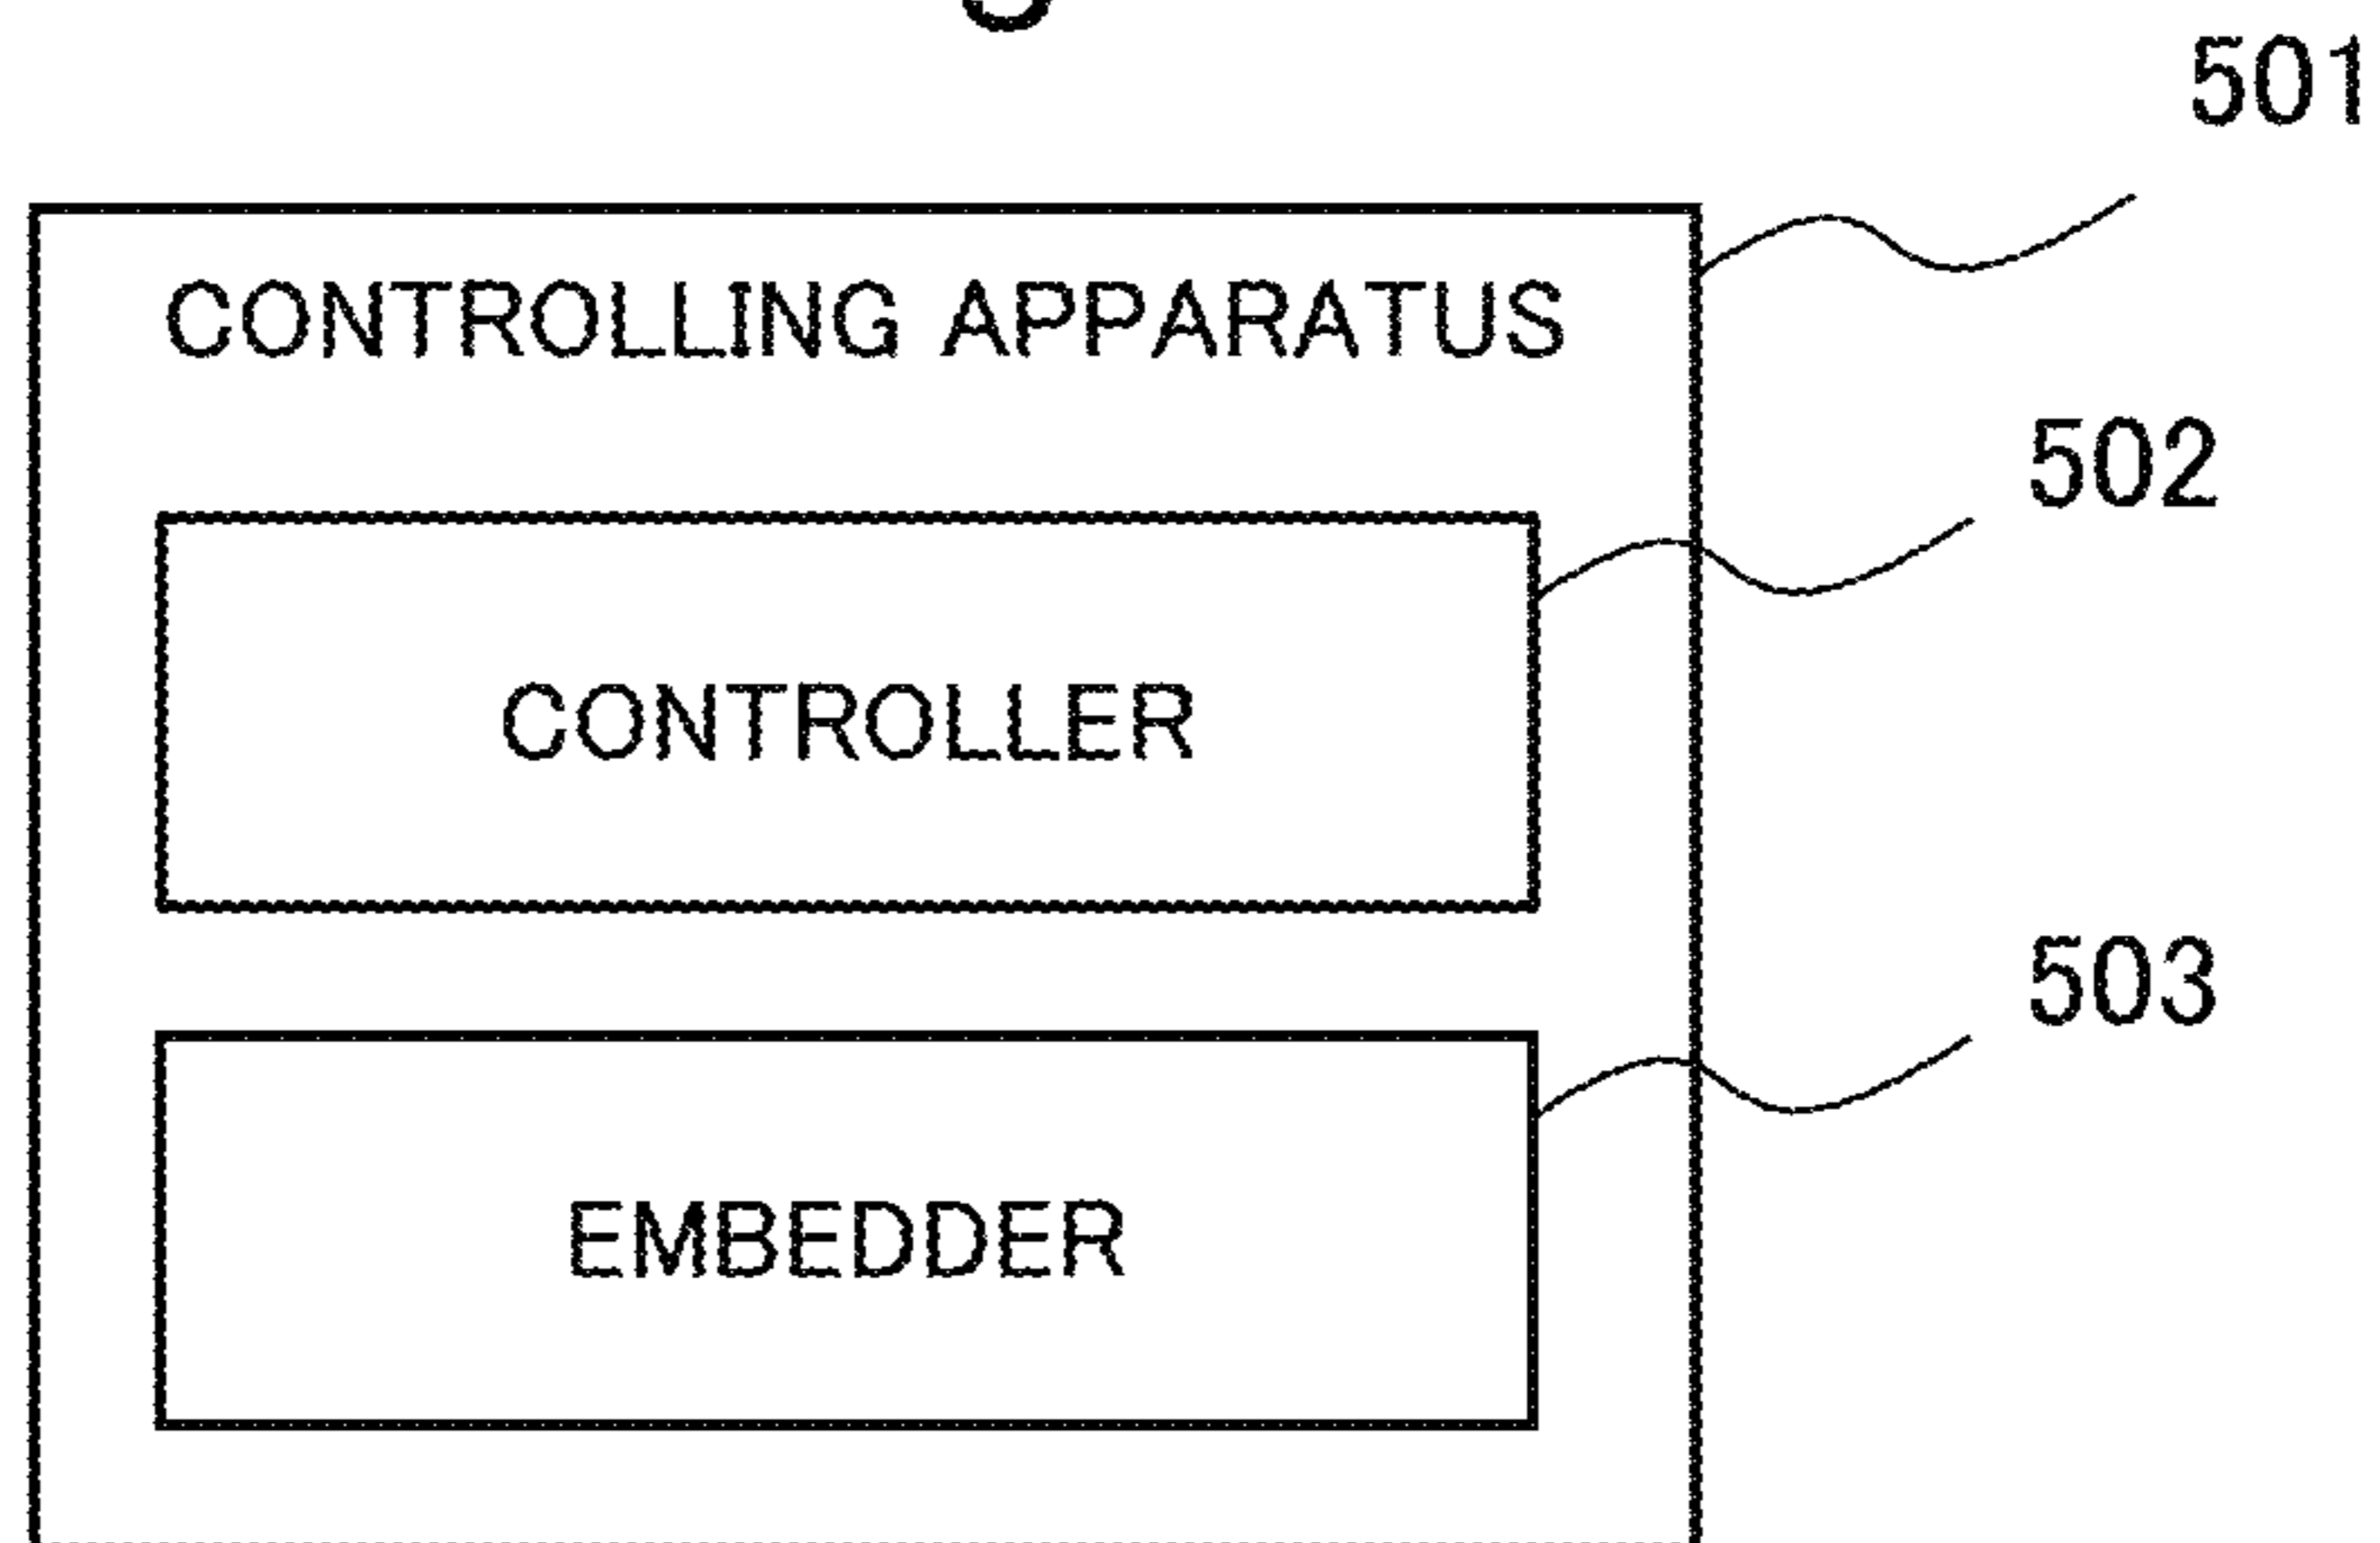 501
CONTROLLING APPARATUS
502
CONTROLLER
503
EMBEDDER